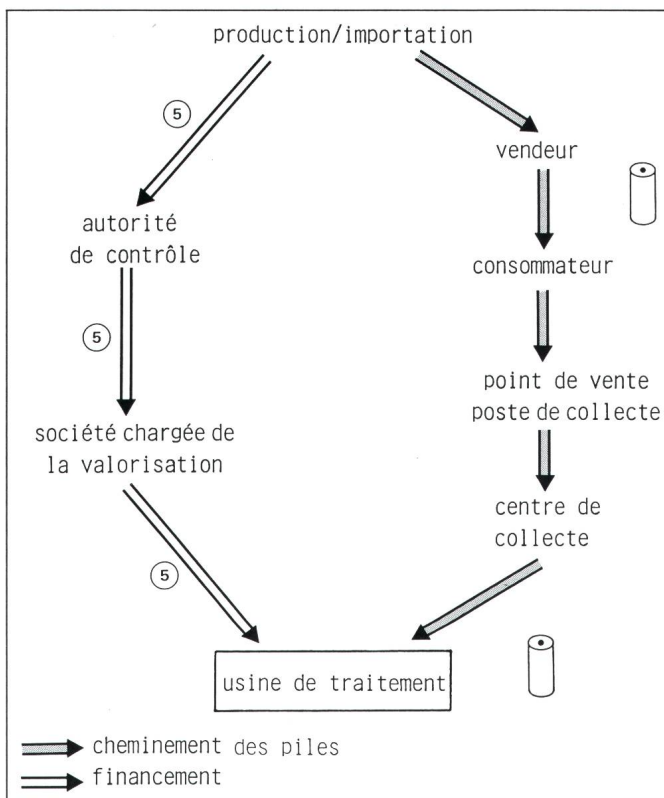 production/importation
5
vendeur
autorité
de contrôle
consommateur
5
point de vente
poste de collecte
société chargée de
la valorisation
centre de
collecte
5
usine de traitement
cheminement des piles
financement